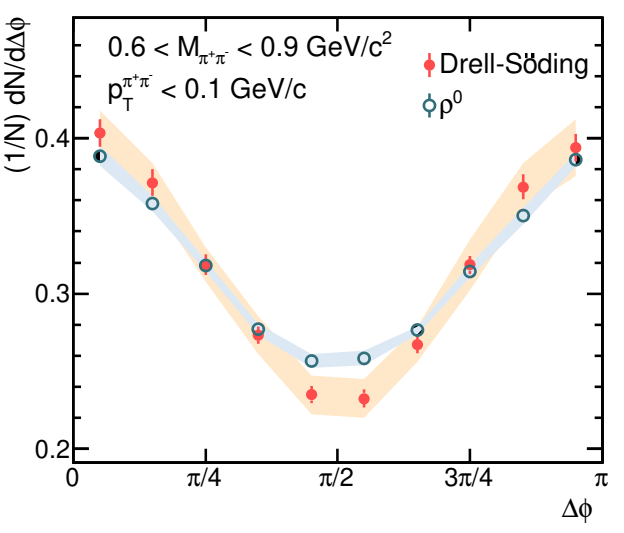 (1/N) dN/dΔϕ
0.6 < M_{π⁺π⁻} < 0.9 GeV/c²
p_T^{π⁺π⁻} < 0.1 GeV/c
Drell-Söding
ρ⁰
0.4
0.3
0.2
0 π/4 π/2 3π/4 π
Δϕ